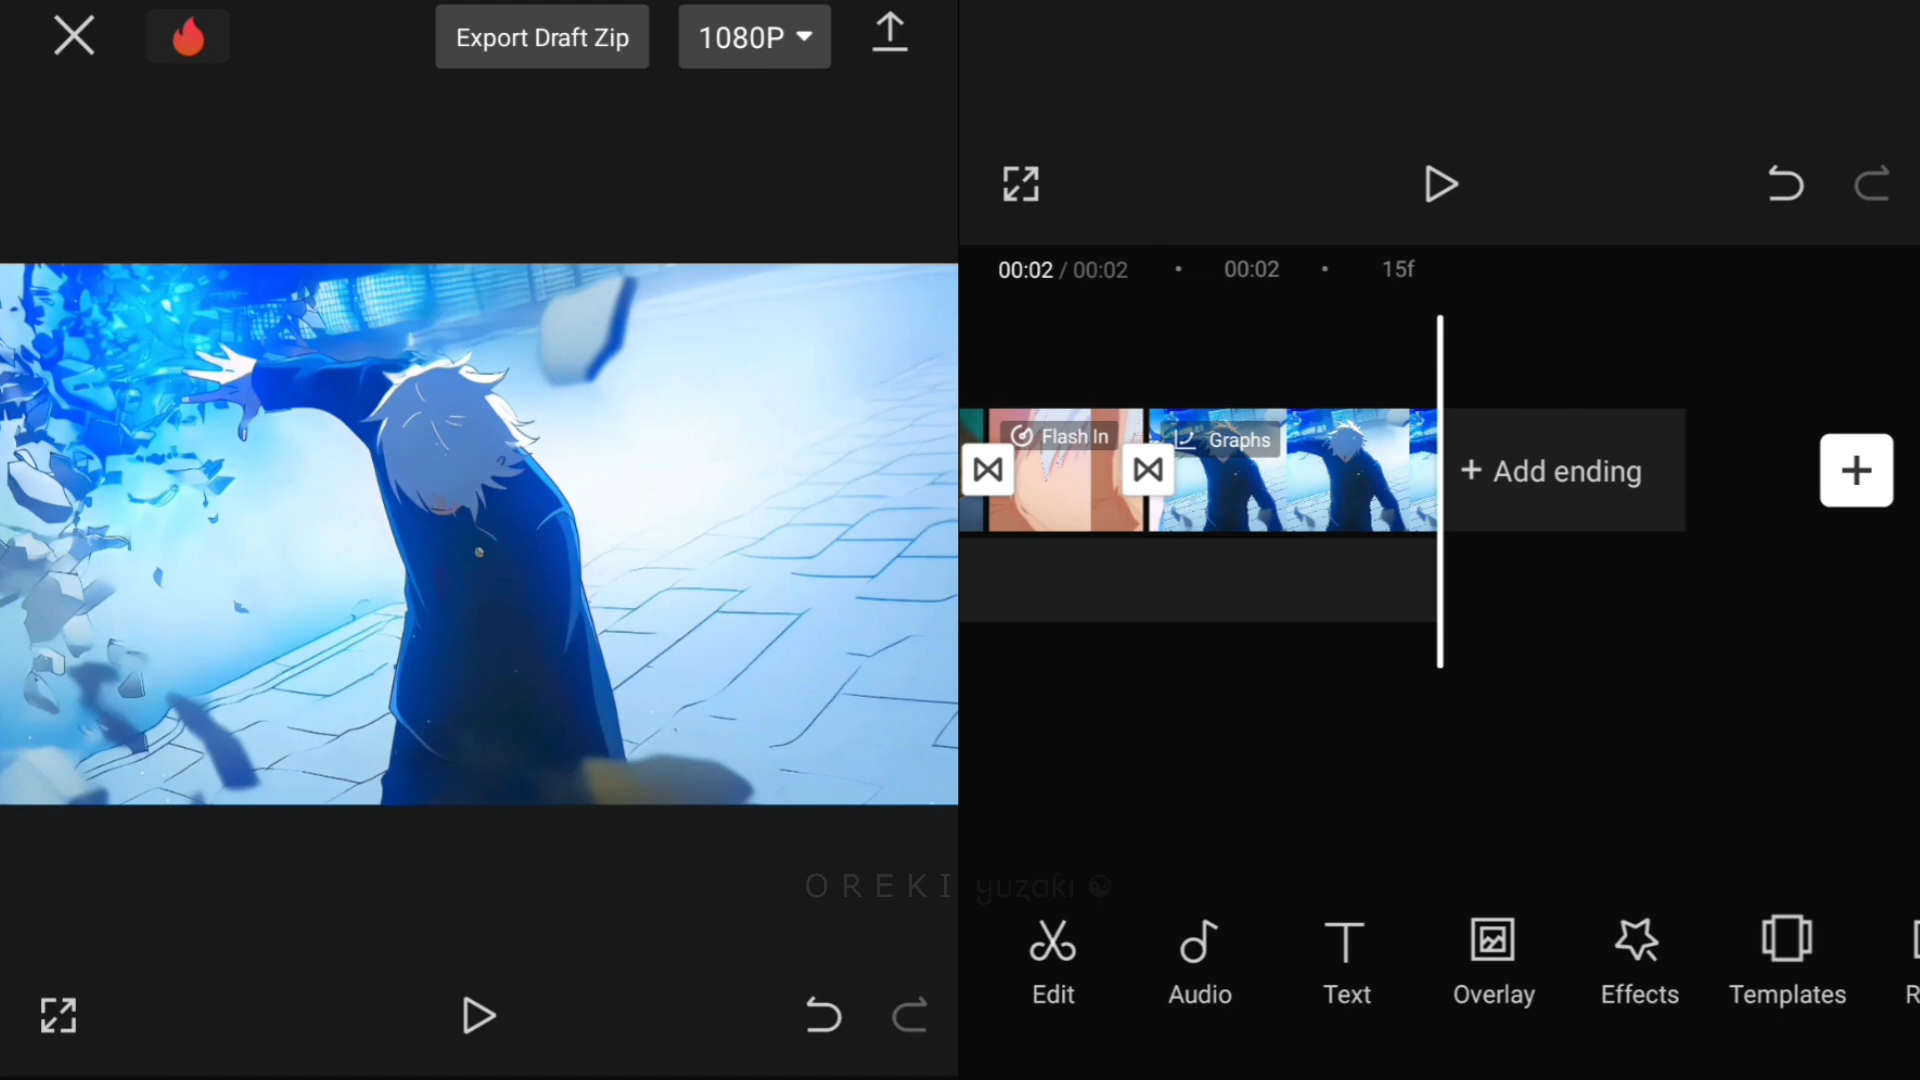 Export Draft Zip
1080P
00:02 / 00:02 • 00:02 • 15f
Flash In
Graphs
+ Add ending
OREKI yuzaki
Edit
Audio
Text
Overlay
Effects
Templates